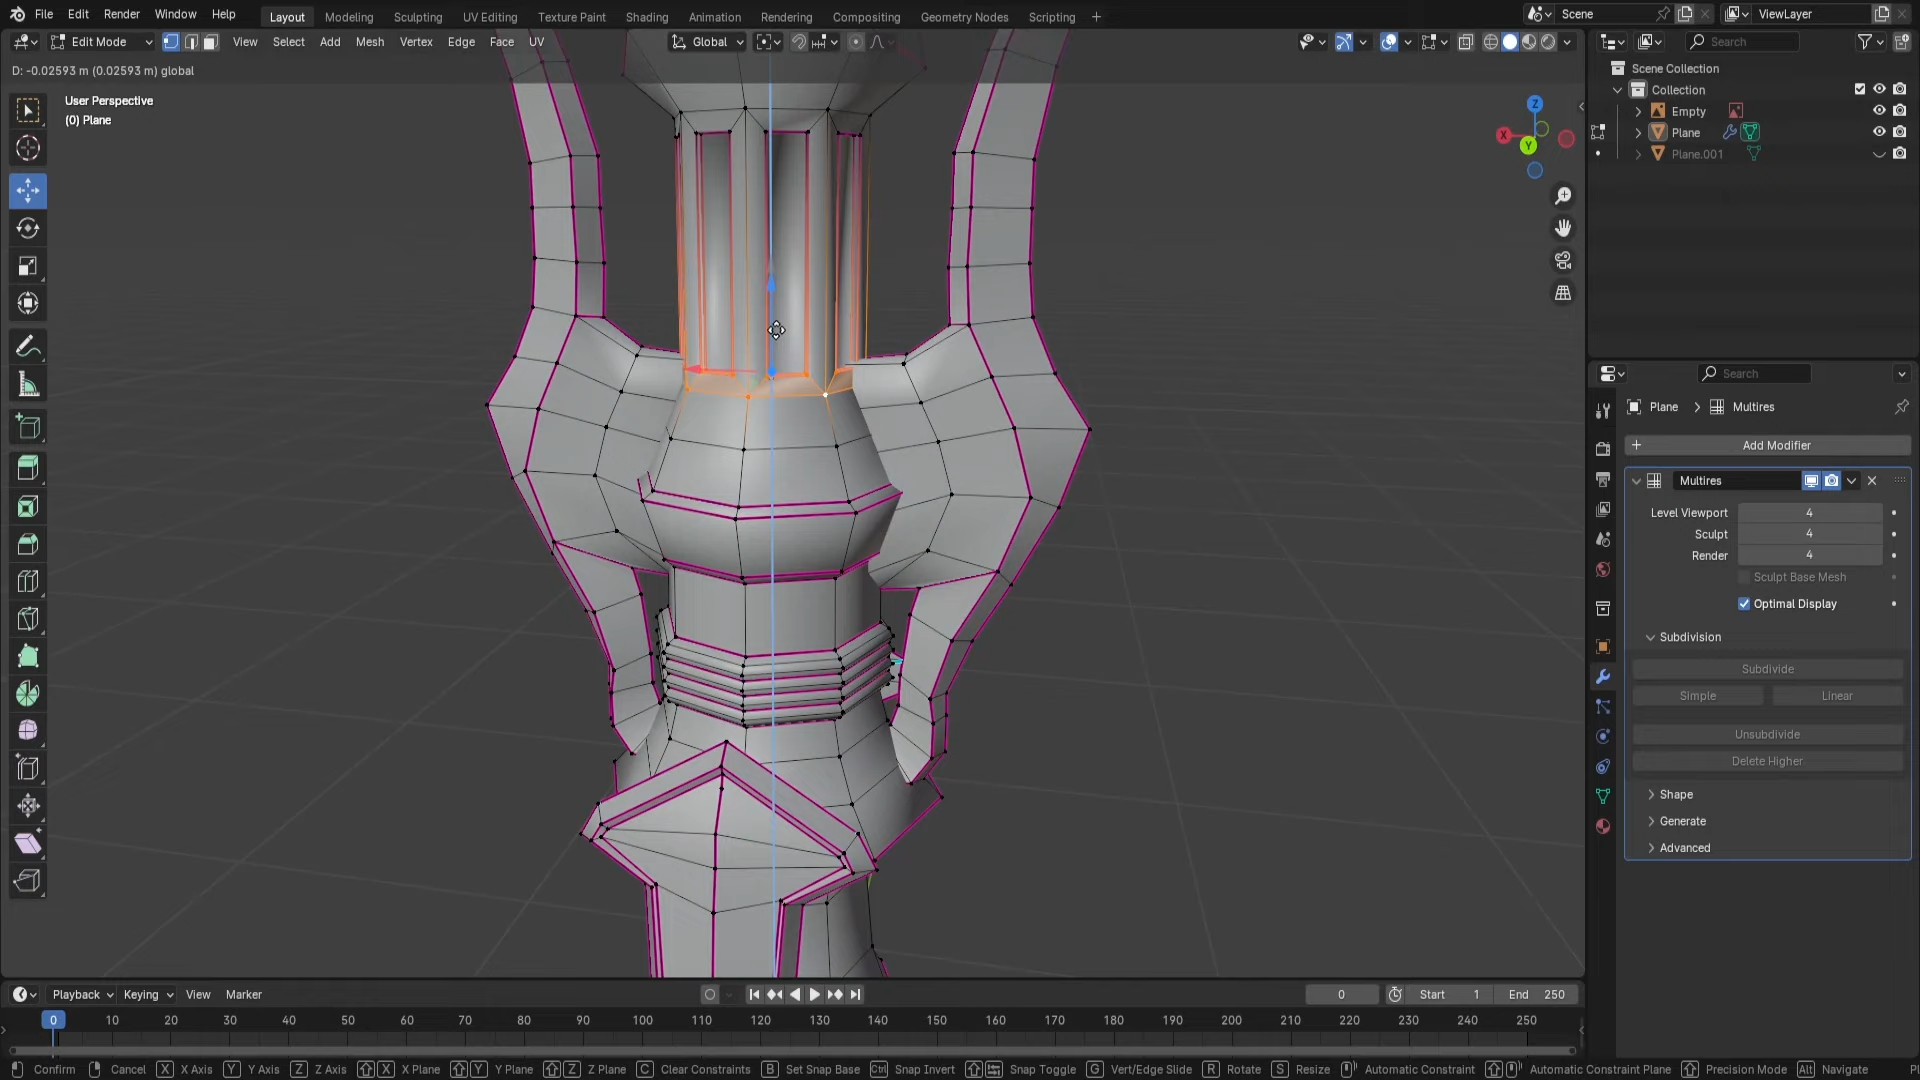 File Edit Render Window Help Layout Modeling Sculpting UV Editing Texture Paint Shading Animation Rendering Compositing Geometry Nodes Scripting + Scene ViewLayer
Edit Mode View Select Add Mesh Vertex Edge Face UV Global Search
D: -0.02593 m (0.02593 m) global
User Perspective
(0) Plane
Z
X
Y
Scene Collection
Collection
Empty
Plane
Plane.001
Search
Plane > Multires
+ Add Modifier
Multires
Level Viewport 4
Sculpt 4
Render 4
Sculpt Base Mesh
Optimal Display
Subdivision
Subdivide
Simple Linear
Unsubdivide
Delete Higher
Shape
Generate
Advanced
Playback Keying View Marker 0 Start 1 End 250
0 10 20 30 40 50 60 70 80 90 100 110 120 130 140 150 160 170 180 190 200 210 220 230 240 250
Confirm Cancel X X Axis Y Y Axis Z Z Axis X X Plane Y Y Plane Z Z Plane C Clear Constraints B Set Snap Base Ctrl Snap Invert Snap Toggle G Vert/Edge Slide R Rotate S Resize Automatic Constraint Automatic Constraint Plane Precision Mode Alt Navigate